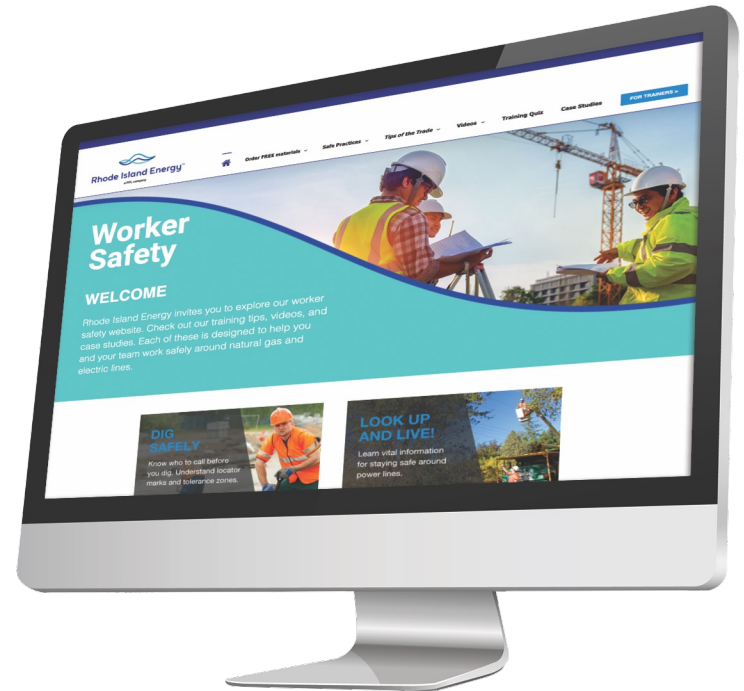 Rhode Island Energy™
a PPL company
Order FREE materials
Safe Practices
Tips of the Trade
Videos
Training Quiz
Case Studies
FOR TRAINERS >
Worker
Safety
WELCOME
Rhode Island Energy invites you to explore our worker
safety website. Check out our training tips, videos, and
case studies. Each of these is designed to help you
and your team work safely around natural gas and
electric lines.
DIG
SAFELY
Know who to call before
you dig. Understand locator
marks and tolerance zones.
LOOK UP
AND LIVE!
Learn vital information
for staying safe around
power lines.